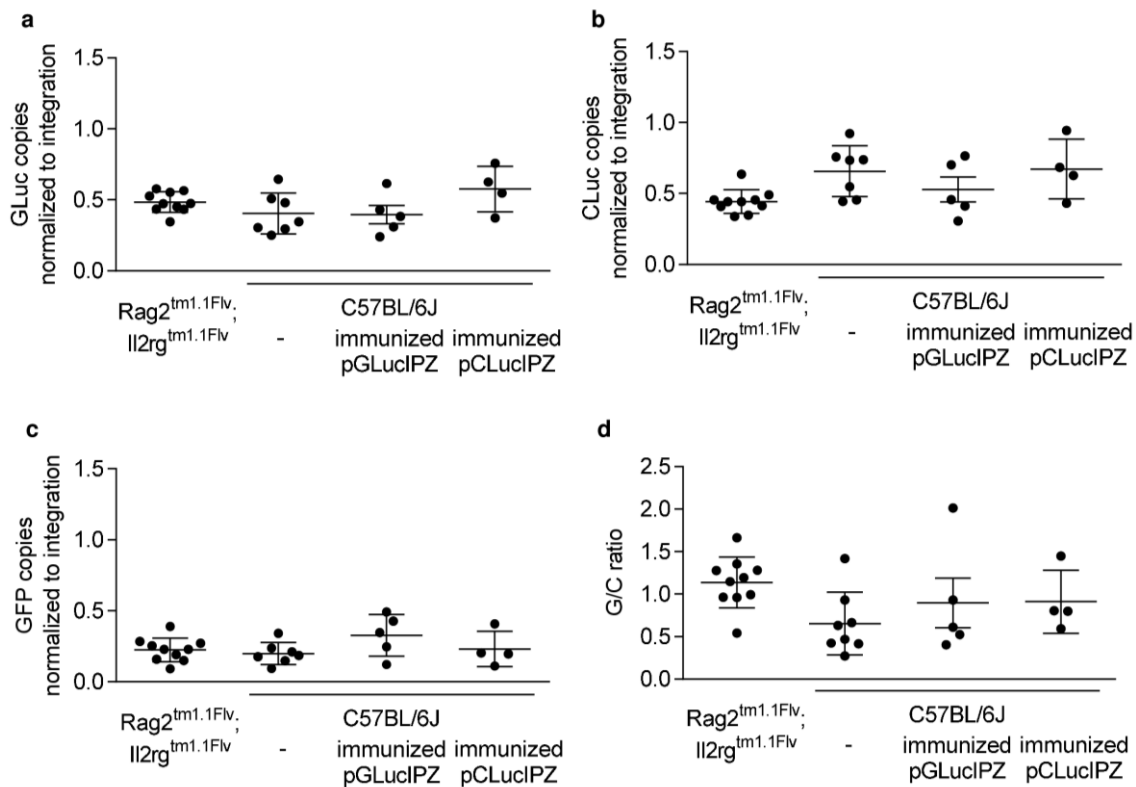 a
GLuc copies
normalized to integration
1.5
1.0
0.5
0.0
Rag2tm1.1Flv;
Il2rgtm1.1Flv
C57BL/6J
-
immunized
pGLucIPZ
immunized
pCLucIPZ
b
CLuc copies
normalized to integration
1.5
1.0
0.5
0.0
Rag2tm1.1Flv;
Il2rgtm1.1Flv
C57BL/6J
-
immunized
pGLucIPZ
immunized
pCLucIPZ
c
GFP copies
normalized to integration
1.5
1.0
0.5
0.0
Rag2tm1.1Flv;
Il2rgtm1.1Flv
C57BL/6J
-
immunized
pGLucIPZ
immunized
pCLucIPZ
d
G/C ratio
2.5
2.0
1.5
1.0
0.5
0.0
Rag2tm1.1Flv;
Il2rgtm1.1Flv
C57BL/6J
-
immunized
pGLucIPZ
immunized
pCLucIPZ